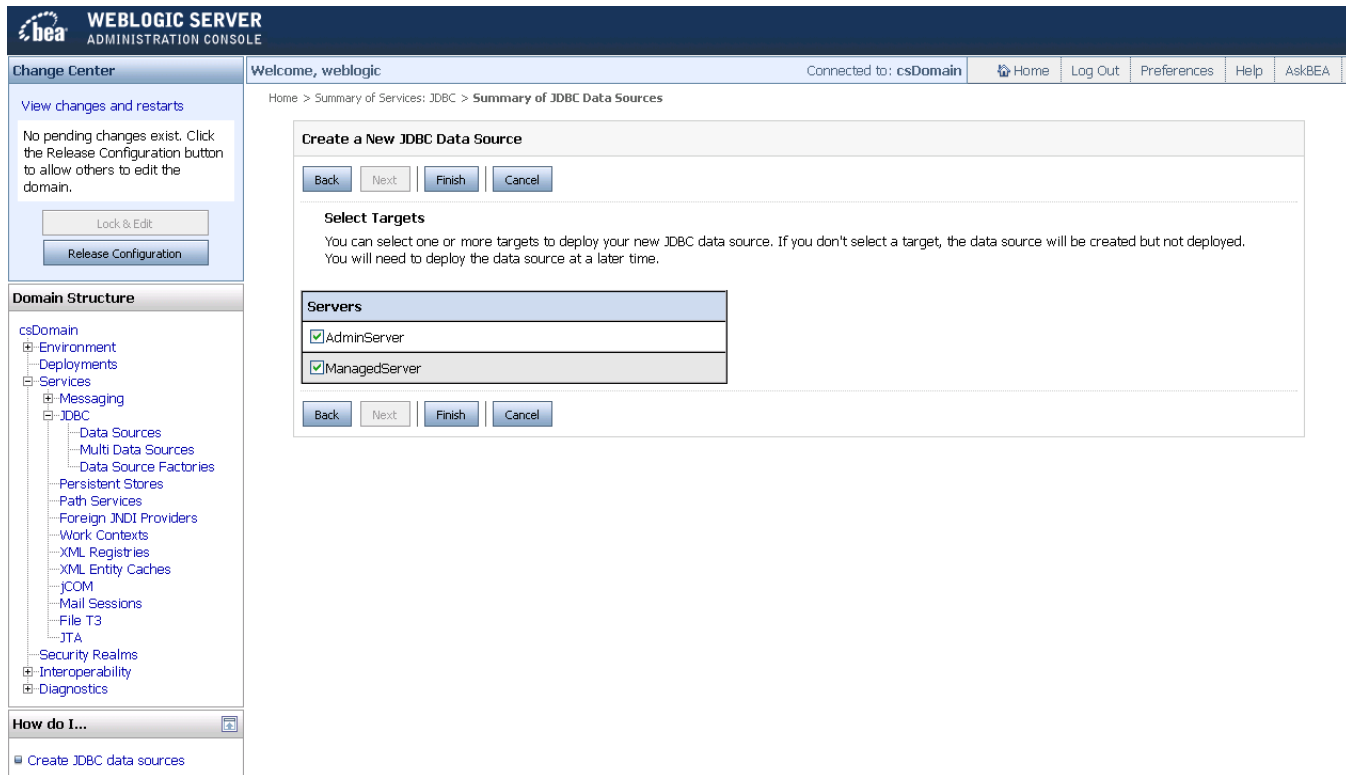 bea
WEBLOGIC SERVER
ADMINISTRATION CONSOLE
Change Center
View changes and restarts
No pending changes exist. Click
the Release Configuration button
to allow others to edit the
domain.
Lock & Edit
Release Configuration
Domain Structure
csDomain
Environment
Deployments
Services
Messaging
JDBC
Data Sources
Multi Data Sources
Data Source Factories
Persistent Stores
Path Services
Foreign JNDI Providers
Work Contexts
XML Registries
XML Entity Caches
jCOM
Mail Sessions
File T3
JTA
Security Realms
Interoperability
Diagnostics
How do I...
Create JDBC data sources
Welcome, weblogic
Connected to: csDomain
Home
Log Out
Preferences
Help
AskBEA
Home > Summary of Services: JDBC > Summary of JDBC Data Sources
Create a New JDBC Data Source
Back Next Finish Cancel
Select Targets
You can select one or more targets to deploy your new JDBC data source. If you don't select a target, the data source will be created but not deployed.
You will need to deploy the data source at a later time.
Servers
AdminServer
ManagedServer
Back Next Finish Cancel